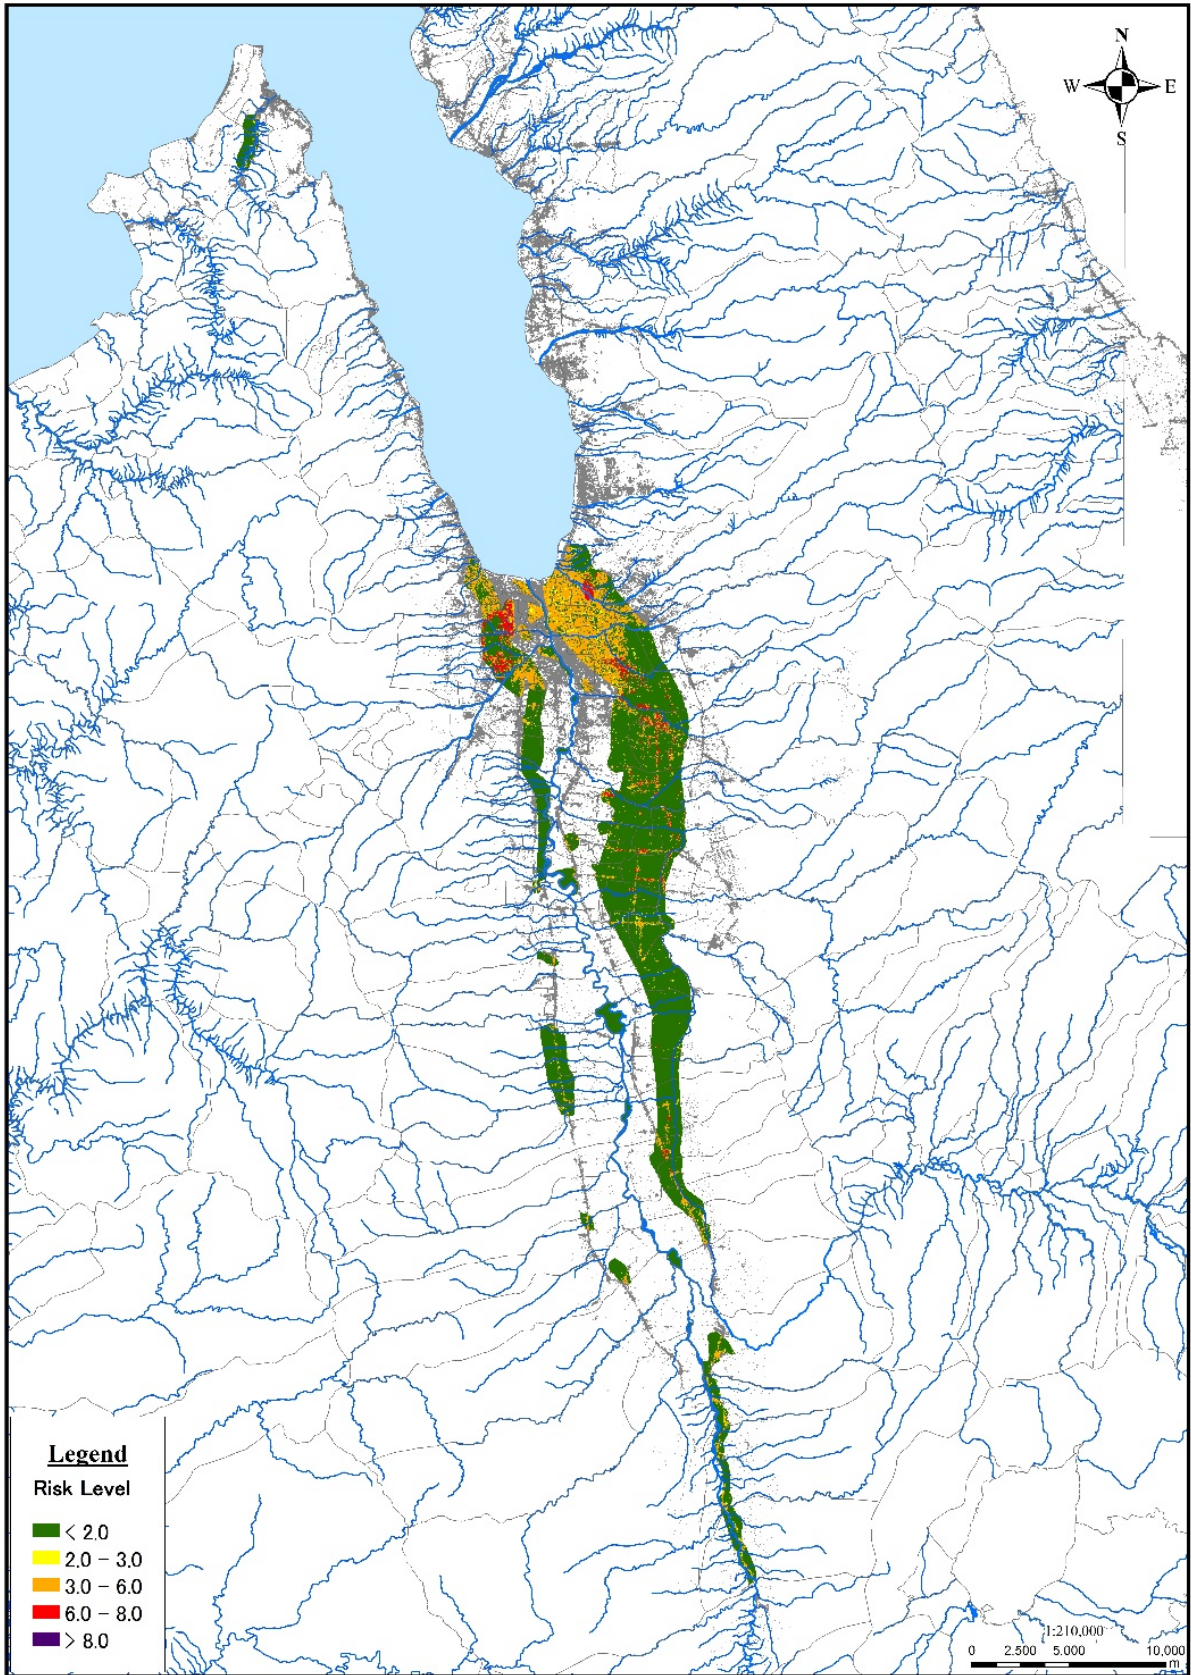 N
W E
S
Legend
Risk Level
< 2.0
2.0 – 3.0
3.0 – 6.0
6.0 – 8.0
> 8.0
1:210,000
0 2.500 5.000 10,000
m